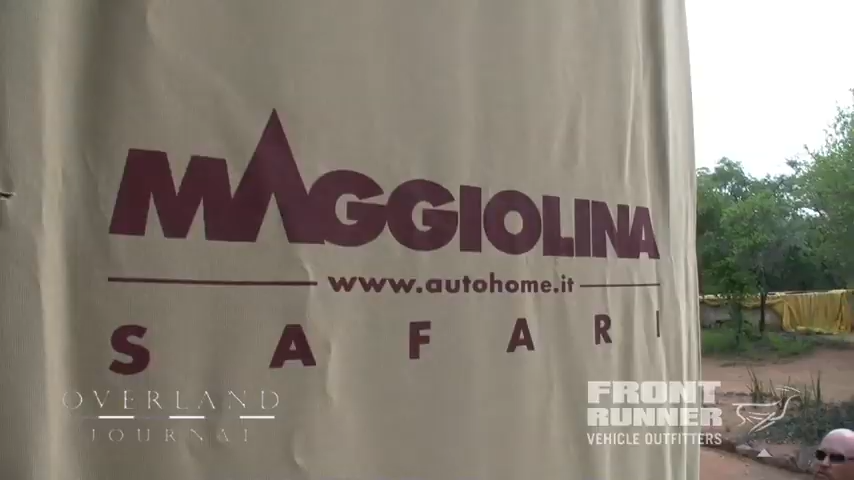 MAGGIOLINA
www.autohome.it
SAFARI
OVERLAND
JOURNAL
FRONT
RUNNER
VEHICLE OUTFITTERS